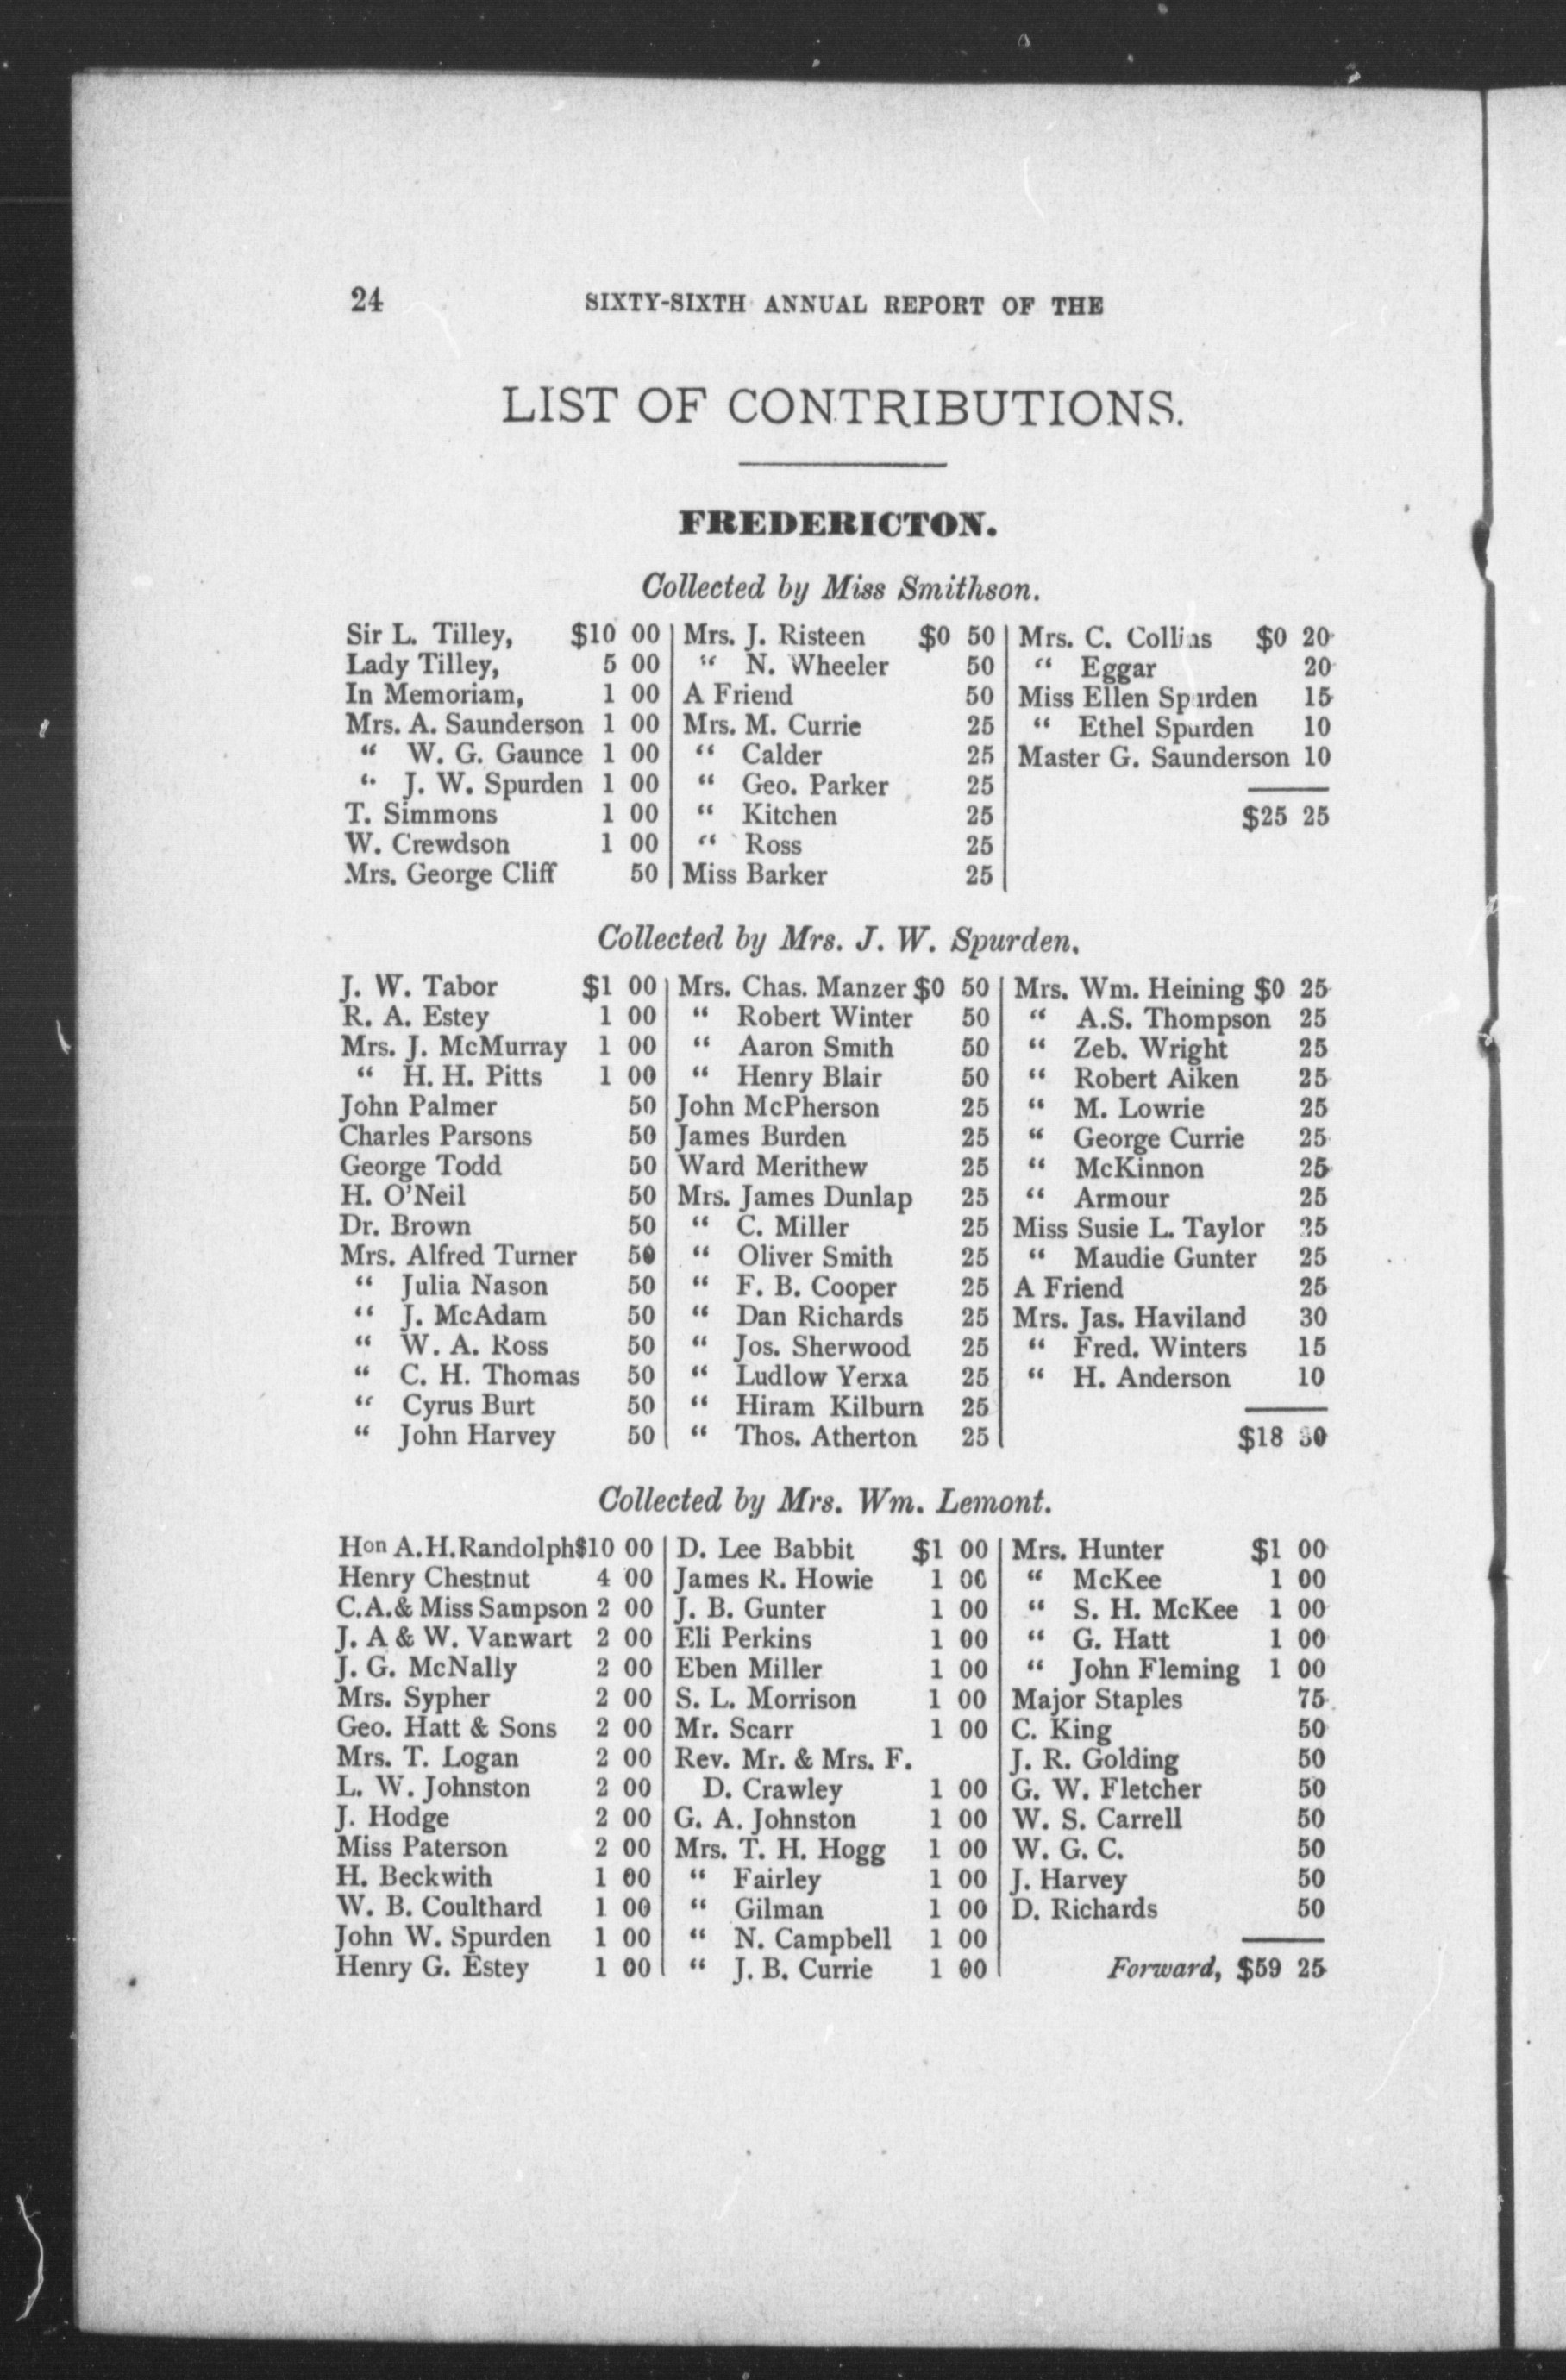 24 SIXTY-SIXTH ANNUAL REPORT OF THE
LIST OF CONTRIBUTIONS.
FREDERICTON.
Collected by Miss Smithson.
Sir L. Tilley, $10 00
Lady Tilley, 5 00
In Memoriam, 1 00
Mrs. A. Saunderson 1 00
" W. G. Gaunce 1 00
" J. W. Spurden 1 00
T. Simmons 1 00
W. Crewdson 1 00
Mrs. George Cliff 50
Mrs. J. Risteen $0 50
" N. Wheeler 50
A Friend 50
Mrs. M. Currie 25
" Calder 25
" Geo. Parker 25
" Kitchen 25
" Ross 25
Miss Barker 25
Mrs. C. Collins $0 20
" Eggar 20
Miss Ellen Spurden 15
" Ethel Spurden 10
Master G. Saunderson 10
$25 25
Collected by Mrs. J. W. Spurden.
J. W. Tabor $1 00
R. A. Estey 1 00
Mrs. J. McMurray 1 00
" H. H. Pitts 1 00
John Palmer 50
Charles Parsons 50
George Todd 50
H. O'Neil 50
Dr. Brown 50
Mrs. Alfred Turner 50
" Julia Nason 50
" J. McAdam 50
" W. A. Ross 50
" C. H. Thomas 50
" Cyrus Burt 50
" John Harvey 50
Mrs. Chas. Manzer $0 50
" Robert Winter 50
" Aaron Smith 50
" Henry Blair 50
John McPherson 25
James Burden 25
Ward Merithew 25
Mrs. James Dunlap 25
" C. Miller 25
" Oliver Smith 25
" F. B. Cooper 25
" Dan Richards 25
" Jos. Sherwood 25
" Ludlow Yerxa 25
" Hiram Kilburn 25
" Thos. Atherton 25
Mrs. Wm. Heining $0 25
" A.S. Thompson 25
" Zeb. Wright 25
" Robert Aiken 25
" M. Lowrie 25
" George Currie 25
" McKinnon 25
" Armour 25
Miss Susie L. Taylor 25
" Maudie Gunter 25
A Friend 25
Mrs. Jas. Haviland 30
" Fred. Winters 15
" H. Anderson 10
$18 30
Collected by Mrs. Wm. Lemont.
Hon A.H.Randolph $10 00
Henry Chestnut 4 00
C.A.& Miss Sampson 2 00
J. A & W. Vanwart 2 00
J. G. McNally 2 00
Mrs. Sypher 2 00
Geo. Hatt & Sons 2 00
Mrs. T. Logan 2 00
L. W. Johnston 2 00
J. Hodge 2 00
Miss Paterson 2 00
H. Beckwith 1 00
W. B. Coulthard 1 00
John W. Spurden 1 00
Henry G. Estey 1 00
D. Lee Babbit $1 00
James R. Howie 1 00
J. B. Gunter 1 00
Eli Perkins 1 00
Eben Miller 1 00
S. L. Morrison 1 00
Mr. Scarr 1 00
Rev. Mr. & Mrs. F.
D. Crawley 1 00
G. A. Johnston 1 00
Mrs. T. H. Hogg 1 00
" Fairley 1 00
" Gilman 1 00
" N. Campbell 1 00
" J. B. Currie 1 00
Mrs. Hunter $1 00
" McKee 1 00
" S. H. McKee 1 00
" G. Hatt 1 00
" John Fleming 1 00
Major Staples 75
C. King 50
J. R. Golding 50
G. W. Fletcher 50
W. S. Carrell 50
W. G. C. 50
J. Harvey 50
D. Richards 50
Forward, $59 25